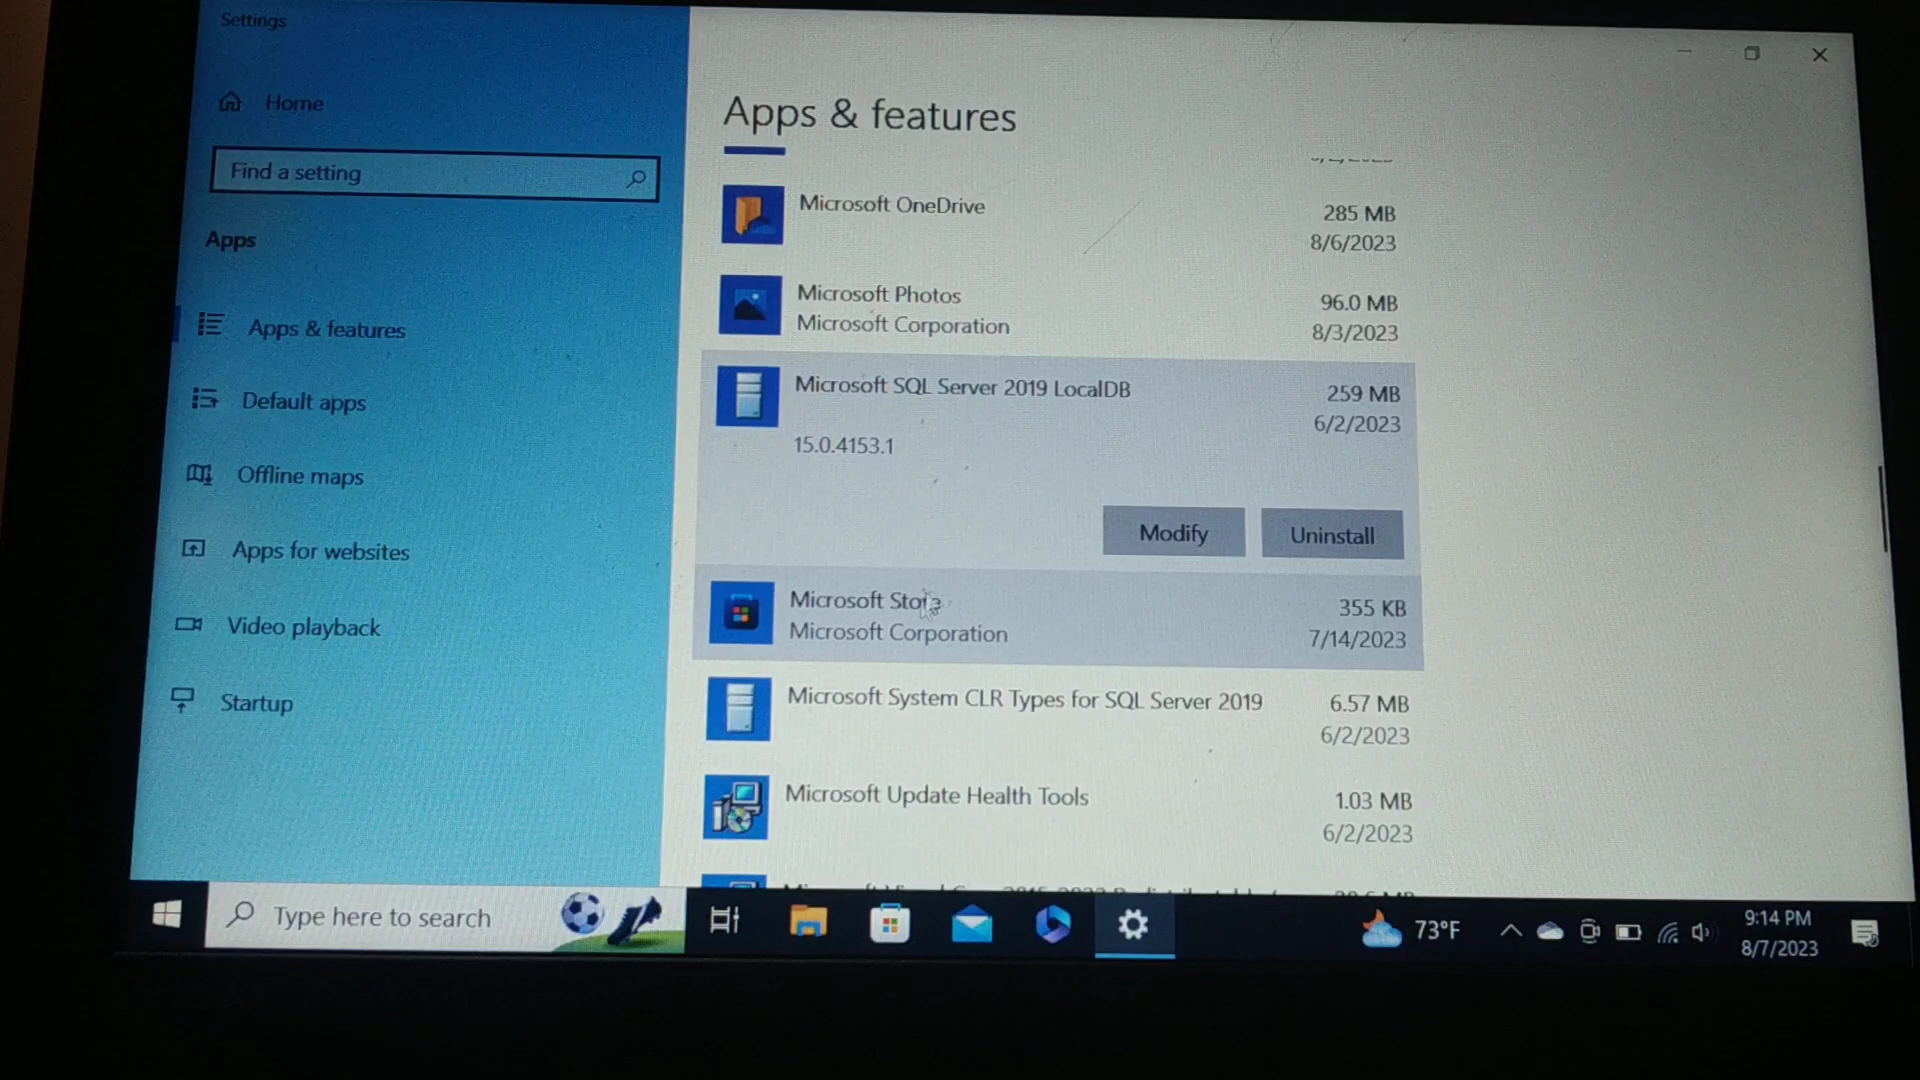 Settings
Home
Find a setting
Apps
Apps & features
Default apps
Offline maps
Apps for websites
Video playback
Startup
Apps & features
Microsoft OneDrive
285 MB
8/6/2023
Microsoft Photos
96.0 MB
Microsoft Corporation
8/3/2023
Microsoft SQL Server 2019 LocalDB
259 MB
6/2/2023
15.0.4153.1
Modify
Uninstall
Microsoft Store
355 KB
Microsoft Corporation
7/14/2023
Microsoft System CLR Types for SQL Server 2019
6.57 MB
6/2/2023
Microsoft Update Health Tools
1.03 MB
6/2/2023
Type here to search
73°F
9:14 PM
8/7/2023